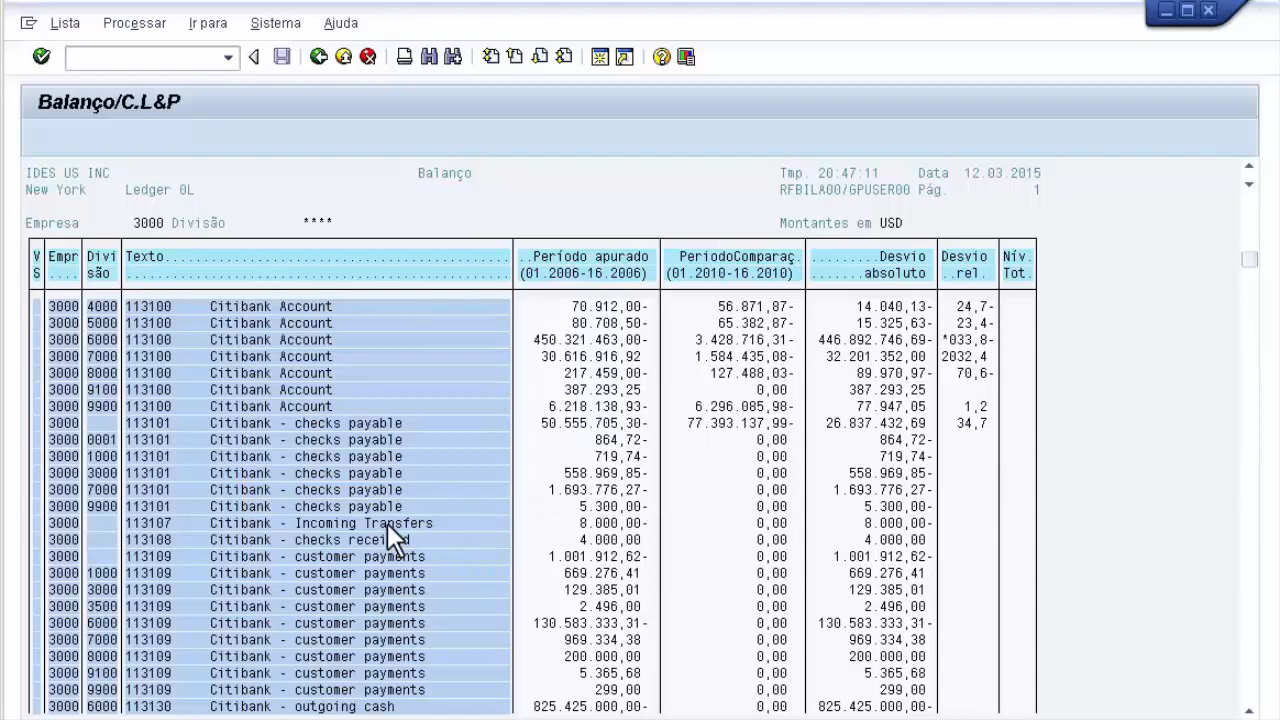 Lista Processar Ir para Sistema Ajuda
Balanço/C.L&P
IDES US INC Balanço Tmp. 20:47:11 Data 12.03.2015
New York Ledger 0L RFBILA00/GPUSER00 Pág. 1
Empresa 3000 Divisão **** Montantes em USD
V Empr Divi Texto.................................................. ..Período apurado PeriodoComparaç. .........Desvio Desvio Nív.
S .... são ....................................................... (01.2006-16.2006) (01.2010-16.2010) .......absoluto ..rel. Tot.
3000 4000 113100 Citibank Account 70.912,00- 56.871,87- 14.040,13- 24,7-
3000 5000 113100 Citibank Account 80.708,50- 65.382,87- 15.325,63- 23,4-
3000 6000 113100 Citibank Account 450.321.463,00- 3.428.716,31- 446.892.746,69- *033,8-
3000 7000 113100 Citibank Account 30.616.916,92 1.584.435,08- 32.201.352,00 2032,4
3000 8000 113100 Citibank Account 217.459,00- 127.488,03- 89.970,97- 70,6-
3000 9100 113100 Citibank Account 387.293,25 0,00 387.293,25
3000 9900 113100 Citibank Account 6.218.138,93- 6.296.085,98- 77.947,05 1,2
3000 113101 Citibank - checks payable 50.555.705,30- 77.393.137,99- 26.837.432,69 34,7
3000 0001 113101 Citibank - checks payable 864,72- 0,00 864,72-
3000 1000 113101 Citibank - checks payable 719,74- 0,00 719,74-
3000 3000 113101 Citibank - checks payable 558.969,85- 0,00 558.969,85-
3000 7000 113101 Citibank - checks payable 1.693.776,27- 0,00 1.693.776,27-
3000 9900 113101 Citibank - checks payable 5.300,00- 0,00 5.300,00-
3000 113107 Citibank - Incoming Transfers 8.000,00- 0,00 8.000,00-
3000 113108 Citibank - checks received 4.000,00 0,00 4.000,00
3000 113109 Citibank - customer payments 1.001.912,62- 0,00 1.001.912,62-
3000 1000 113109 Citibank - customer payments 669.276,41 0,00 669.276,41
3000 3000 113109 Citibank - customer payments 129.385,01 0,00 129.385,01
3000 3500 113109 Citibank - customer payments 2.496,00 0,00 2.496,00
3000 6000 113109 Citibank - customer payments 130.583.333,31- 0,00 130.583.333,31-
3000 7000 113109 Citibank - customer payments 969.334,38 0,00 969.334,38
3000 8000 113109 Citibank - customer payments 200.000,00 0,00 200.000,00
3000 9100 113109 Citibank - customer payments 5.365,68 0,00 5.365,68
3000 9900 113109 Citibank - customer payments 299,00 0,00 299,00
3000 6000 113130 Citibank - outgoing cash 825.425.000,00- 0,00 825.425.000,00-